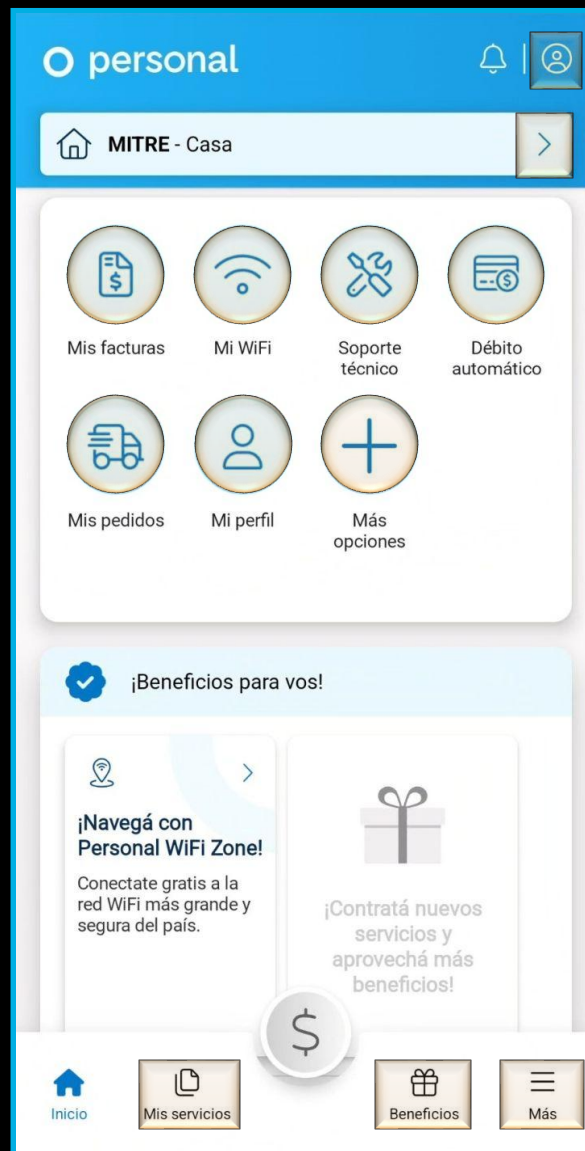 personal
MITRE - Casa
Mis facturas
Mi WiFi
Soporte
técnico
Débito
automático
Mis pedidos
Mi perfil
Más
opciones
¡Beneficios para vos!
¡Navegá con
Personal WiFi Zone!
Conectate gratis a la
red WiFi más grande y
segura del país.
¡Contratá nuevos
servicios y
aprovechá más
beneficios!
$
Inicio
Mis servicios
Beneficios
Más